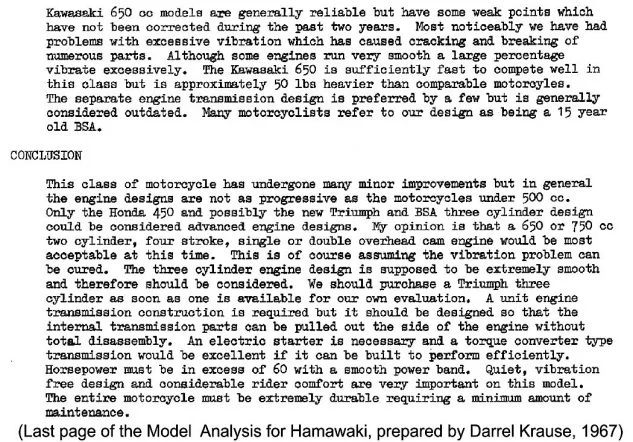 Kawasaki 650 cc models are generally reliable but have some weak points which
have not been corrected during the past two years.  Most noticeably we have had
problems with excessive vibration which has caused cracking and breaking of
numerous parts.  Although some engines run very smooth a large percentage
vibrate excessively.  The Kawasaki 650 is sufficiently fast to compete well in
this class but is approximately 50 lbs heavier than comparable motorcyles.
The separate engine transmission design is preferred by a few but is generally
considered outdated.  Many motorcyclists refer to our design as being a 15 year
old BSA.
CONCLUSION
This class of motorcycle has undergone many minor improvements but in general
the engine designs are not as progressive as the motorcycles under 500 cc.
Only the Honda 450 and possibly the new Triumph and BSA three cylinder design
could be considered advanced engine designs.  My opinion is that a 650 or 750 cc
two cylinder, four stroke, single or double overhead cam engine would be most
acceptable at this time.  This is of course assuming the vibration problem can
be cured.  The three cylinder engine design is supposed to be extremely smooth
and therefore should be considered.  We should purchase a Triumph three
cylinder as soon as one is available for our own evaluation.  A unit engine
transmission construction is required but it should be designed so that the
internal transmission parts can be pulled out the side of the engine without
total disassembly.  An electric starter is necessary and a torque converter type
transmission would be excellent if it can be built to perform efficiently.
Horsepower must be in excess of 60 with a smooth power band.  Quiet, vibration
free design and considerable rider comfort are very important on this model.
The entire motorcycle must be extremely durable requiring a minimum amount of
maintenance.
(Last page of the Model Analysis for Hamawaki, prepared by Darrel Krause, 1967)